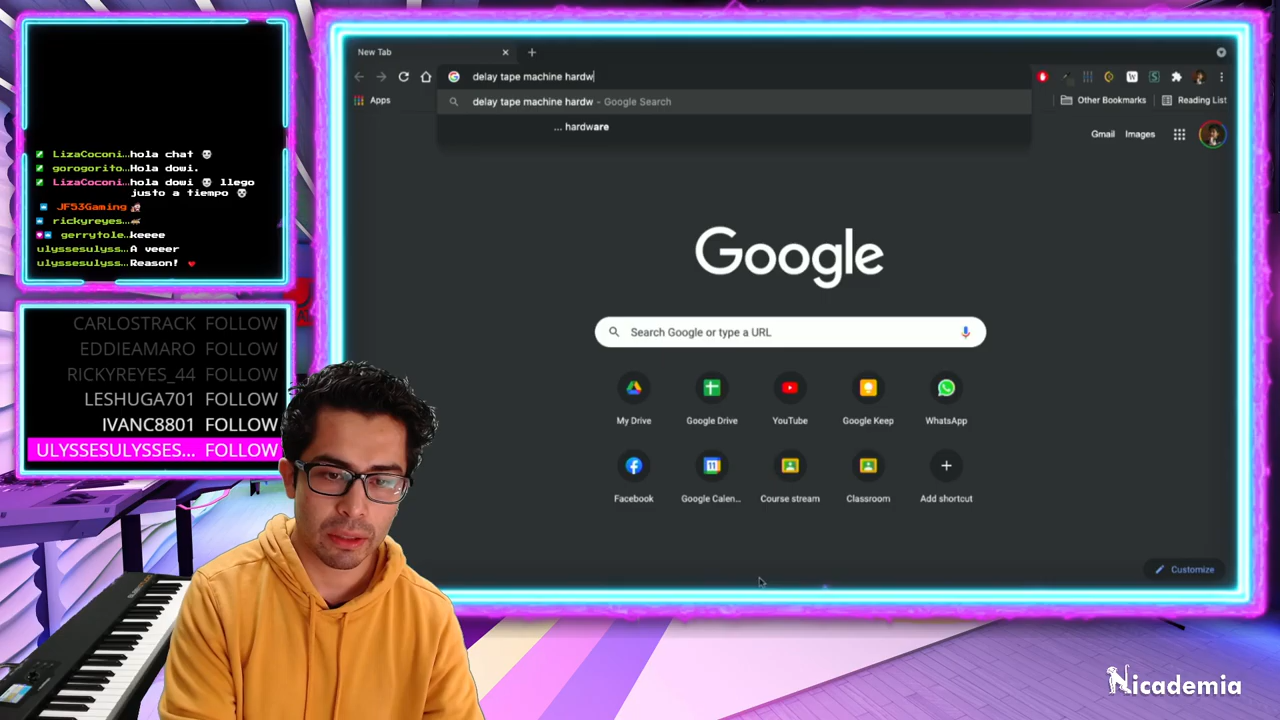 New Tab
delay tape machine hardw
delay tape machine hardw - Google Search
... hardware
Apps
Other Bookmarks
Reading List
Gmail
Images
LizaCoconi...hola chat
gorogorito...Hola dowi.
LizaCoconi...hola dowi llego
justo a tiempo
JF53Gaming
rickyreyes...
gerrytole...keeee
ulyssesulyss...A veeer
ulyssesulyss...Reason!
CARLOSTRACK FOLLOW
EDDIEAMARO FOLLOW
RICKYREYES_44 FOLLOW
LESHUGA701 FOLLOW
IVANC8801 FOLLOW
ULYSSESULYSSES... FOLLOW
Google
Search Google or type a URL
My Drive
Google Drive
YouTube
Google Keep
WhatsApp
Facebook
Google Calen...
Course stream
Classroom
Add shortcut
Customize
Nicademia